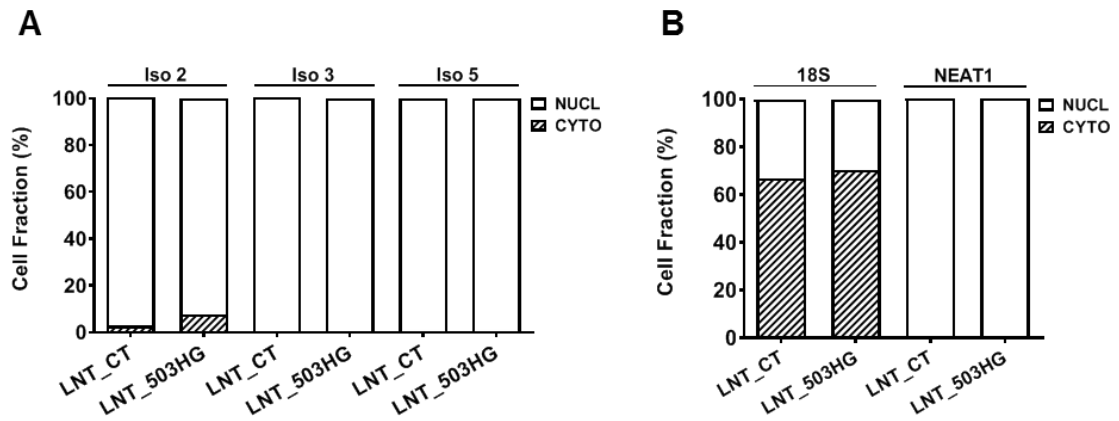 A
Iso 2 Iso 3 Iso 5
100
80
60
40
20
0
Cell Fraction (%)
NUCL
CYTO
LNT_CT LNT_503HG LNT_CT LNT_503HG LNT_CT LNT_503HG
B
18S NEAT1
100
80
60
40
20
0
Cell Fraction (%)
NUCL
CYTO
LNT_CT LNT_503HG LNT_CT LNT_503HG